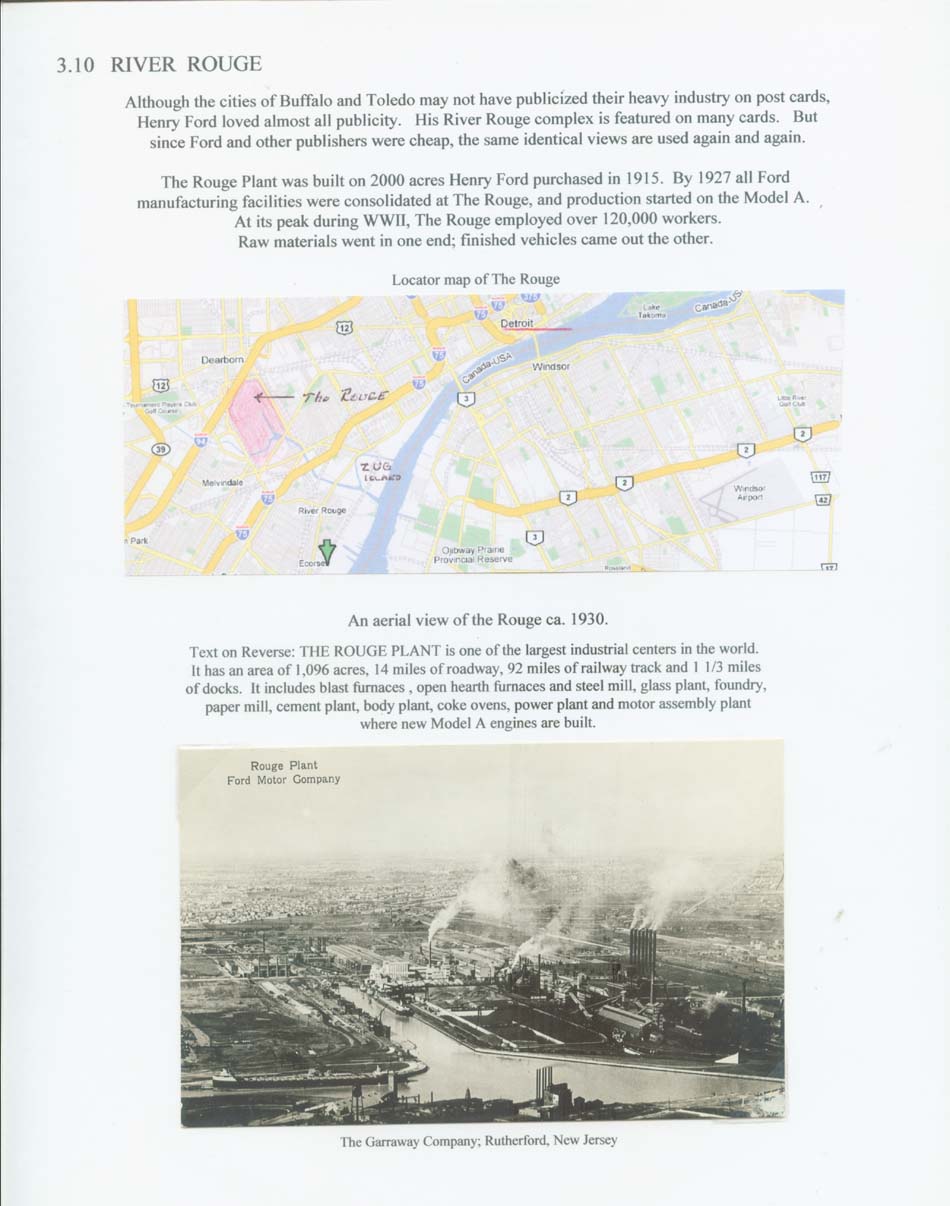 3.10 RIVER ROUGE
Although the cities of Buffalo and Toledo may not have publicized their heavy industry on post cards,
Henry Ford loved almost all publicity. His River Rouge complex is featured on many cards. But
since Ford and other publishers were cheap, the same identical views are used again and again.
The Rouge Plant was built on 2000 acres Henry Ford purchased in 1915. By 1927 all Ford
manufacturing facilities were consolidated at The Rouge, and production started on the Model A.
At its peak during WWII, The Rouge employed over 120,000 workers.
Raw materials went in one end; finished vehicles came out the other.
Locator map of The Rouge
375
75
75
Detroit
Lake
Takoma
Canada-US
12
Dearborn
75
Canada-USA
Windsor
12
75
The Rouge
3
Tournament Players Club
Golf Course
Little River
Golf Club
39
94
2
2
ZUG
ISLAND
Melvindale
2
117
75
River Rouge
2
Windsor
Airport
42
75
3
n Park
Ecorse
Ojibway Prairie
Provincial Reserve
Roseland
17
An aerial view of the Rouge ca. 1930.
Text on Reverse: THE ROUGE PLANT is one of the largest industrial centers in the world.
It has an area of 1,096 acres, 14 miles of roadway, 92 miles of railway track and 1 1/3 miles
of docks. It includes blast furnaces , open hearth furnaces and steel mill, glass plant, foundry,
paper mill, cement plant, body plant, coke ovens, power plant and motor assembly plant
where new Model A engines are built.
Rouge Plant
Ford Motor Company
The Garraway Company; Rutherford, New Jersey